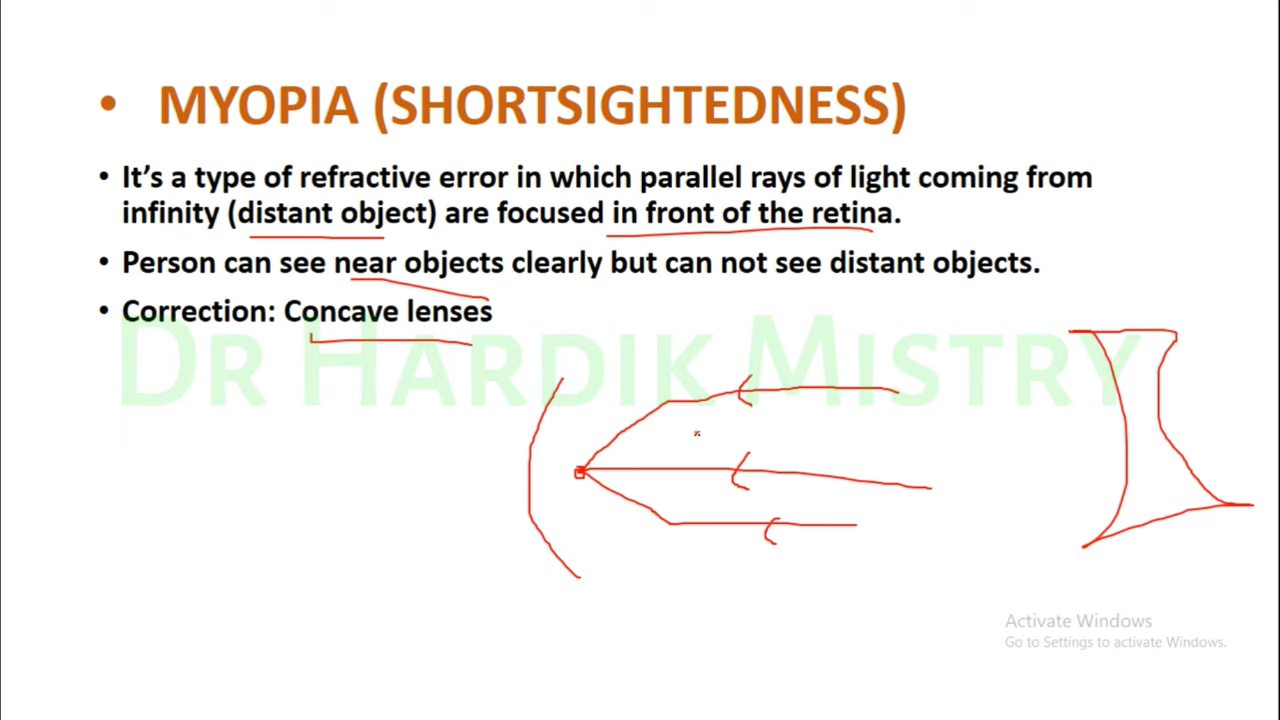 • MYOPIA (SHORTSIGHTEDNESS)
• It's a type of refractive error in which parallel rays of light coming from
infinity (distant object) are focused in front of the retina.
• Person can see near objects clearly but can not see distant objects.
• Correction: Concave lenses
DR HARDIK MISTRY
Activate Windows
Go to Settings to activate Windows.